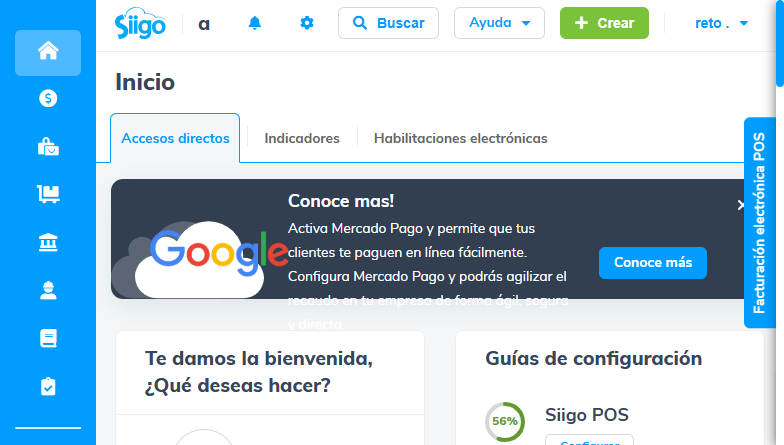 Siigo
a
Buscar
Ayuda
Crear
reto .
Inicio
Accesos directos
Indicadores
Habilitaciones electrónicas
Google
Conoce mas!
Activa Mercado Pago y permite que tus
clientes te paguen en línea fácilmente.
Configura Mercado Pago y podrás agilizar el
recaudo en tu empresa de forma ágil, segura
y directa.
Conoce más
Facturación electrónica POS
Te damos la bienvenida,
¿Qué deseas hacer?
Guías de configuración
56%
Siigo POS
Configurar